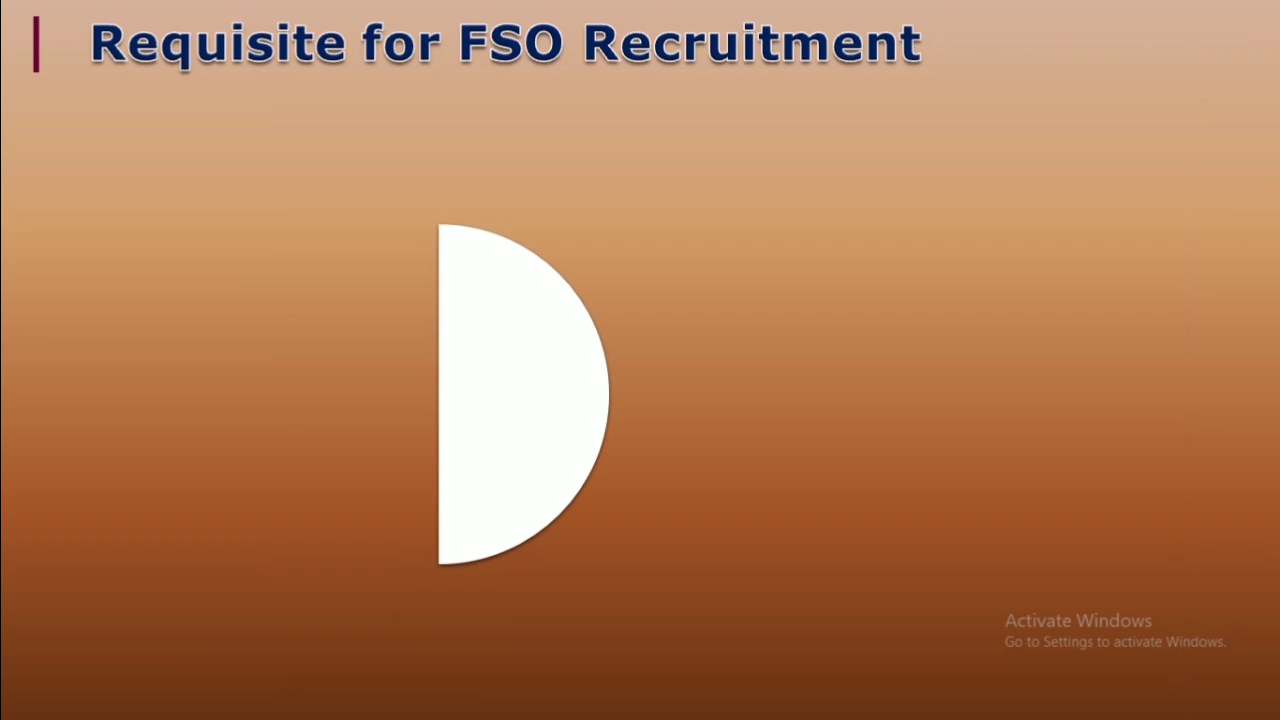 Requisite for FSO Recruitment
Activate Windows
Go to Settings to activate Windows.